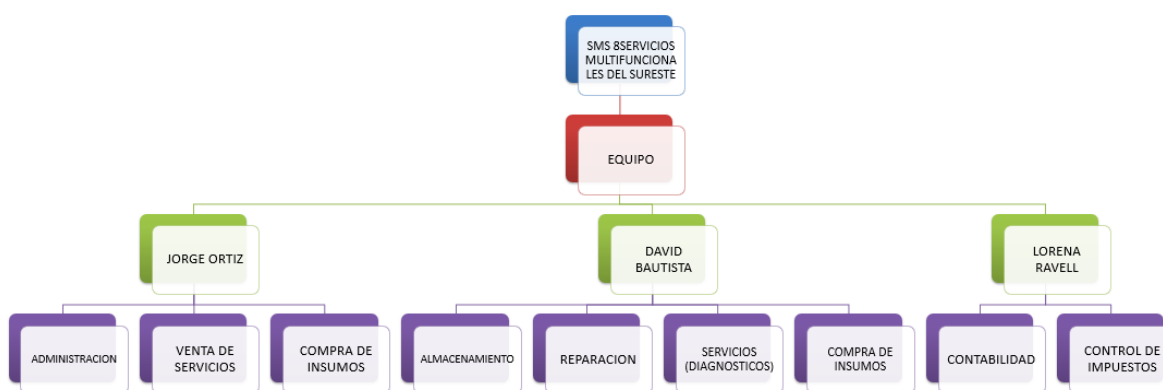 SMS 8SERVICIOS
MULTIFUNCIONA
LES DEL SURESTE
EQUIPO
JORGE ORTIZ
DAVID
BAUTISTA
LORENA
RAVELL
ADMINISTRACION
VENTA DE
SERVICIOS
COMPRA DE
INSUMOS
ALMACENAMIENTO
REPARACION
SERVICIOS
(DIAGNOSTICOS)
COMPRA DE
INSUMOS
CONTABILIDAD
CONTROL DE
IMPUESTOS